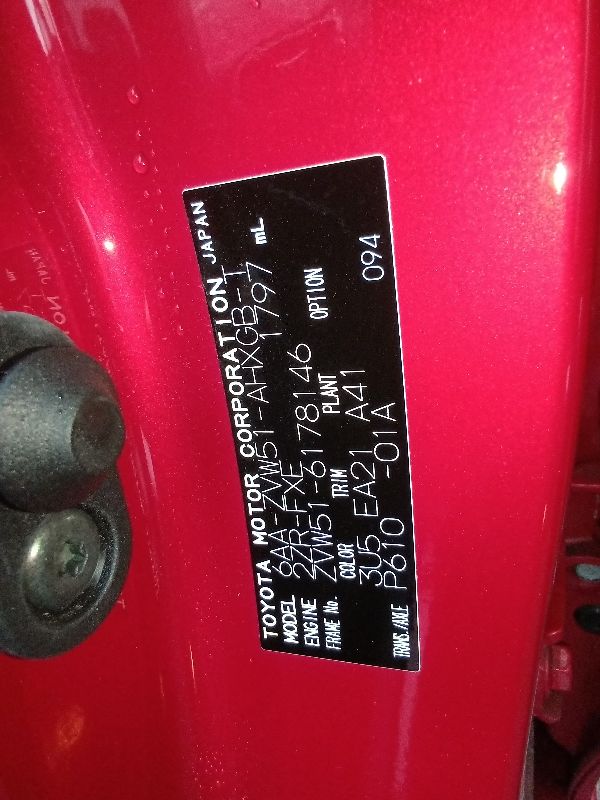 TOYOTA MOTOR CORPORATION JAPAN
MODEL 6AA-ZVW51-AHXGB-T
ENGINE 2ZR-FXE 1797 mL
FRAME No. ZVW51-6178146
COLOR TRIM PLANT OPTION
3U5 EA21 A41 094
TRANS./AXLE P610 -01A